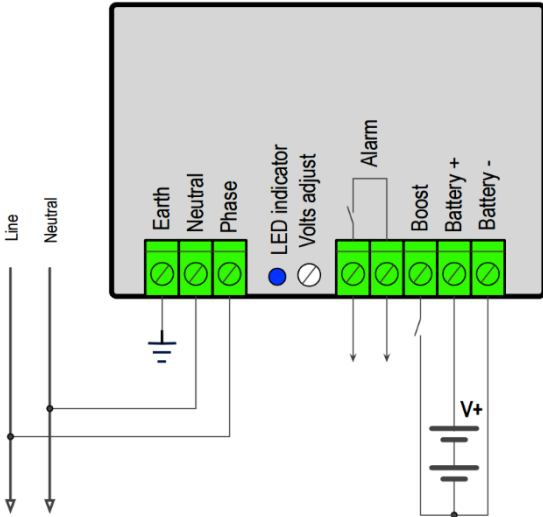 Line
Neutral
Earth
Neutral
Phase
LED indicator
Volts adjust
Alarm
Boost
Battery +
Battery -
V+